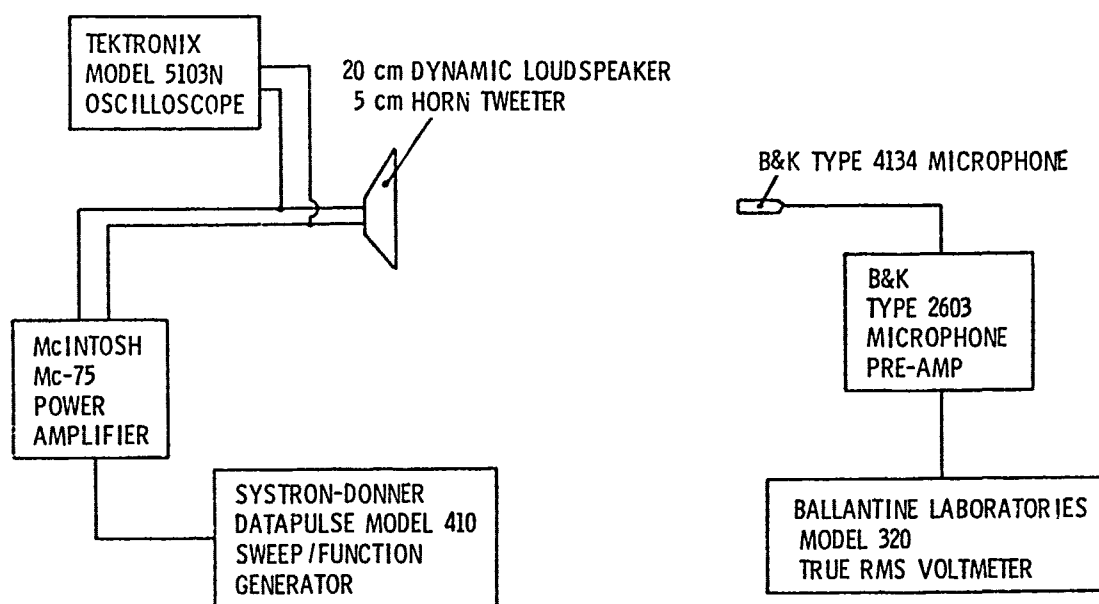 TEKTRONIX
MODEL 5103N
OSCILLOSCOPE
20 cm DYNAMIC LOUDSPEAKER
5 cm HORN TWEETER
B&K TYPE 4134 MICROPHONE
B&K
TYPE 2603
MICROPHONE
PRE-AMP
McINTOSH
Mc-75
POWER
AMPLIFIER
SYSTRON-DONNER
DATAPULSE MODEL 410
SWEEP/FUNCTION
GENERATOR
BALLANTINE LABORATORIES
MODEL 320
TRUE RMS VOLTMETER